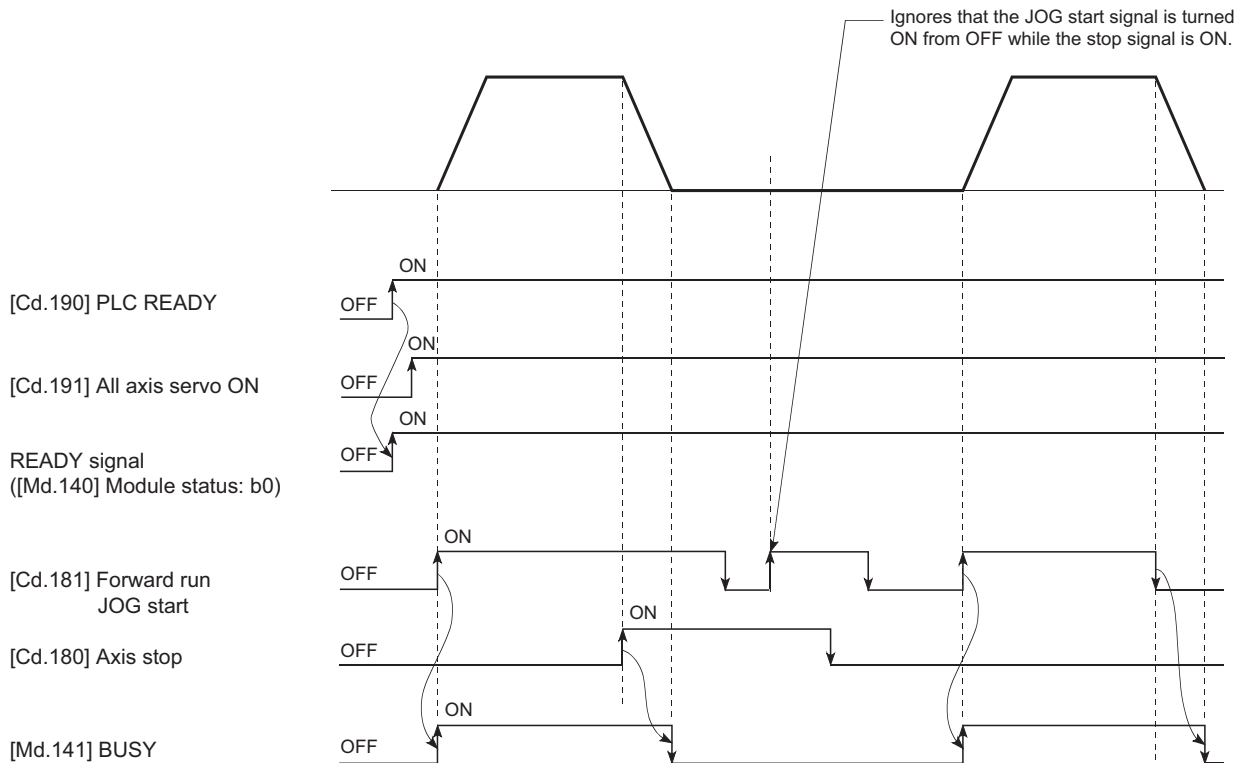 Ignores that the JOG start signal is turned
ON from OFF while the stop signal is ON.
ON
[Cd.190] PLC READY
OFF
ON
[Cd.191] All axis servo ON
OFF
ON
READY signal
OFF
([Md.140] Module status: b0)
ON
[Cd.181] Forward run
OFF
JOG start
ON
[Cd.180] Axis stop
OFF
ON
[Md.141] BUSY
OFF